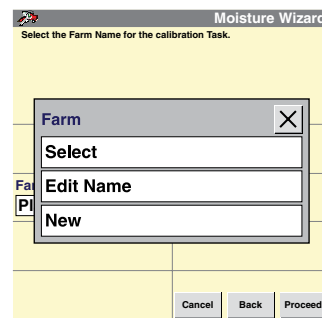 Moisture Wizard
Select the Farm Name for the calibration Task.
Farm
Select
Edit Name
New
Cancel
Back
Proceed